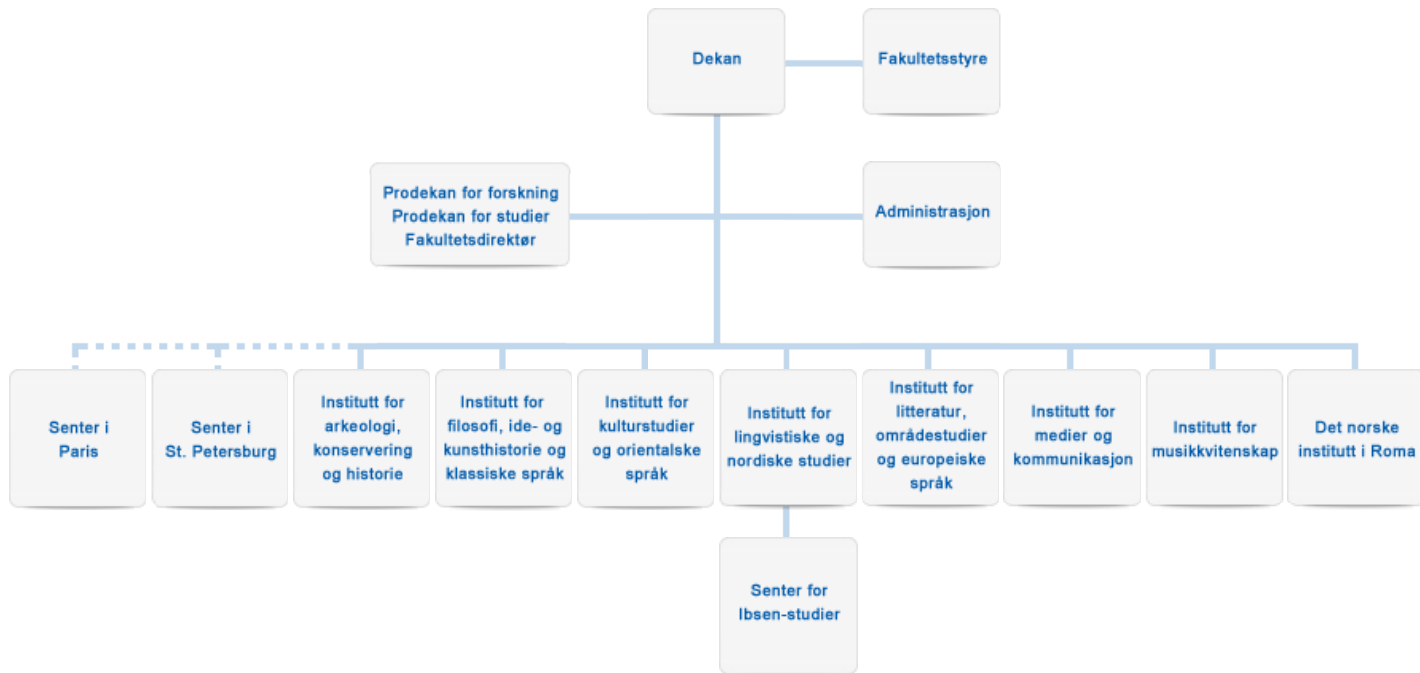 Dekan
Fakultetsstyre
Prodekan for forskning
Prodekan for studier
Fakultetsdirektør
Administrasjon
Senter i
Paris
Senter i
St. Petersburg
Institutt for
arkeologi,
konservering
og historie
Institutt for
filosofi, ide- og
kunsthistorie og
klassiske språk
Institutt for
kulturstudier
og orientalske
språk
Institutt for
lingvistiske og
nordiske studier
Institutt for
litteratur,
områdestudier
og europeiske
språk
Institutt for
medier og
kommunikasjon
Institutt for
musikkvitenskap
Det norske
institutt i Roma
Senter for
Ibsen-studier